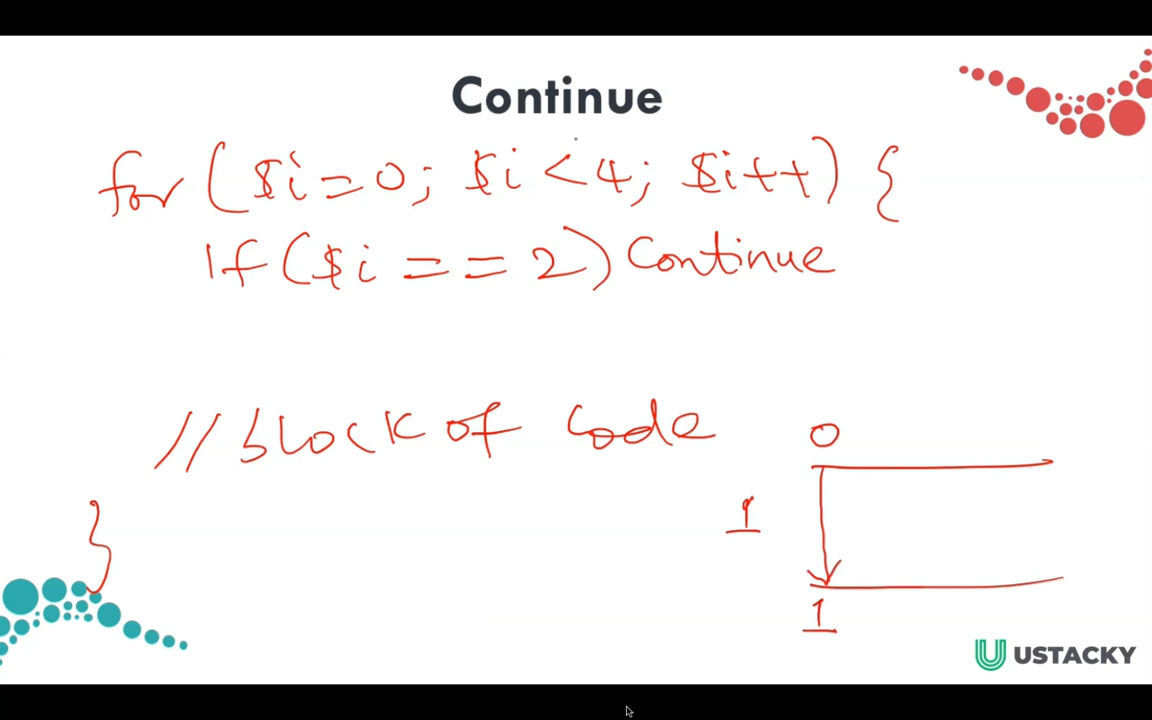 Continue
for ($i=0; $i<4; $i++) {
If ($i == 2) Continue
// block of code
0
1
}
1
USTACKY